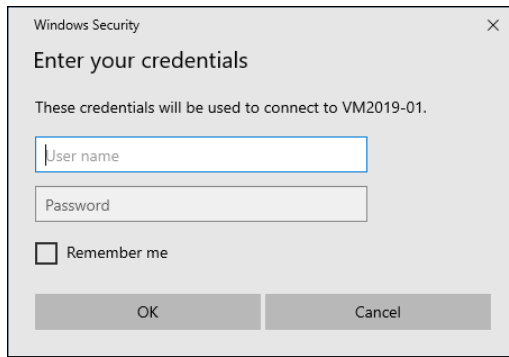 Windows Security
Enter your credentials
These credentials will be used to connect to VM2019-01.
User name
Password
Remember me
OK
Cancel